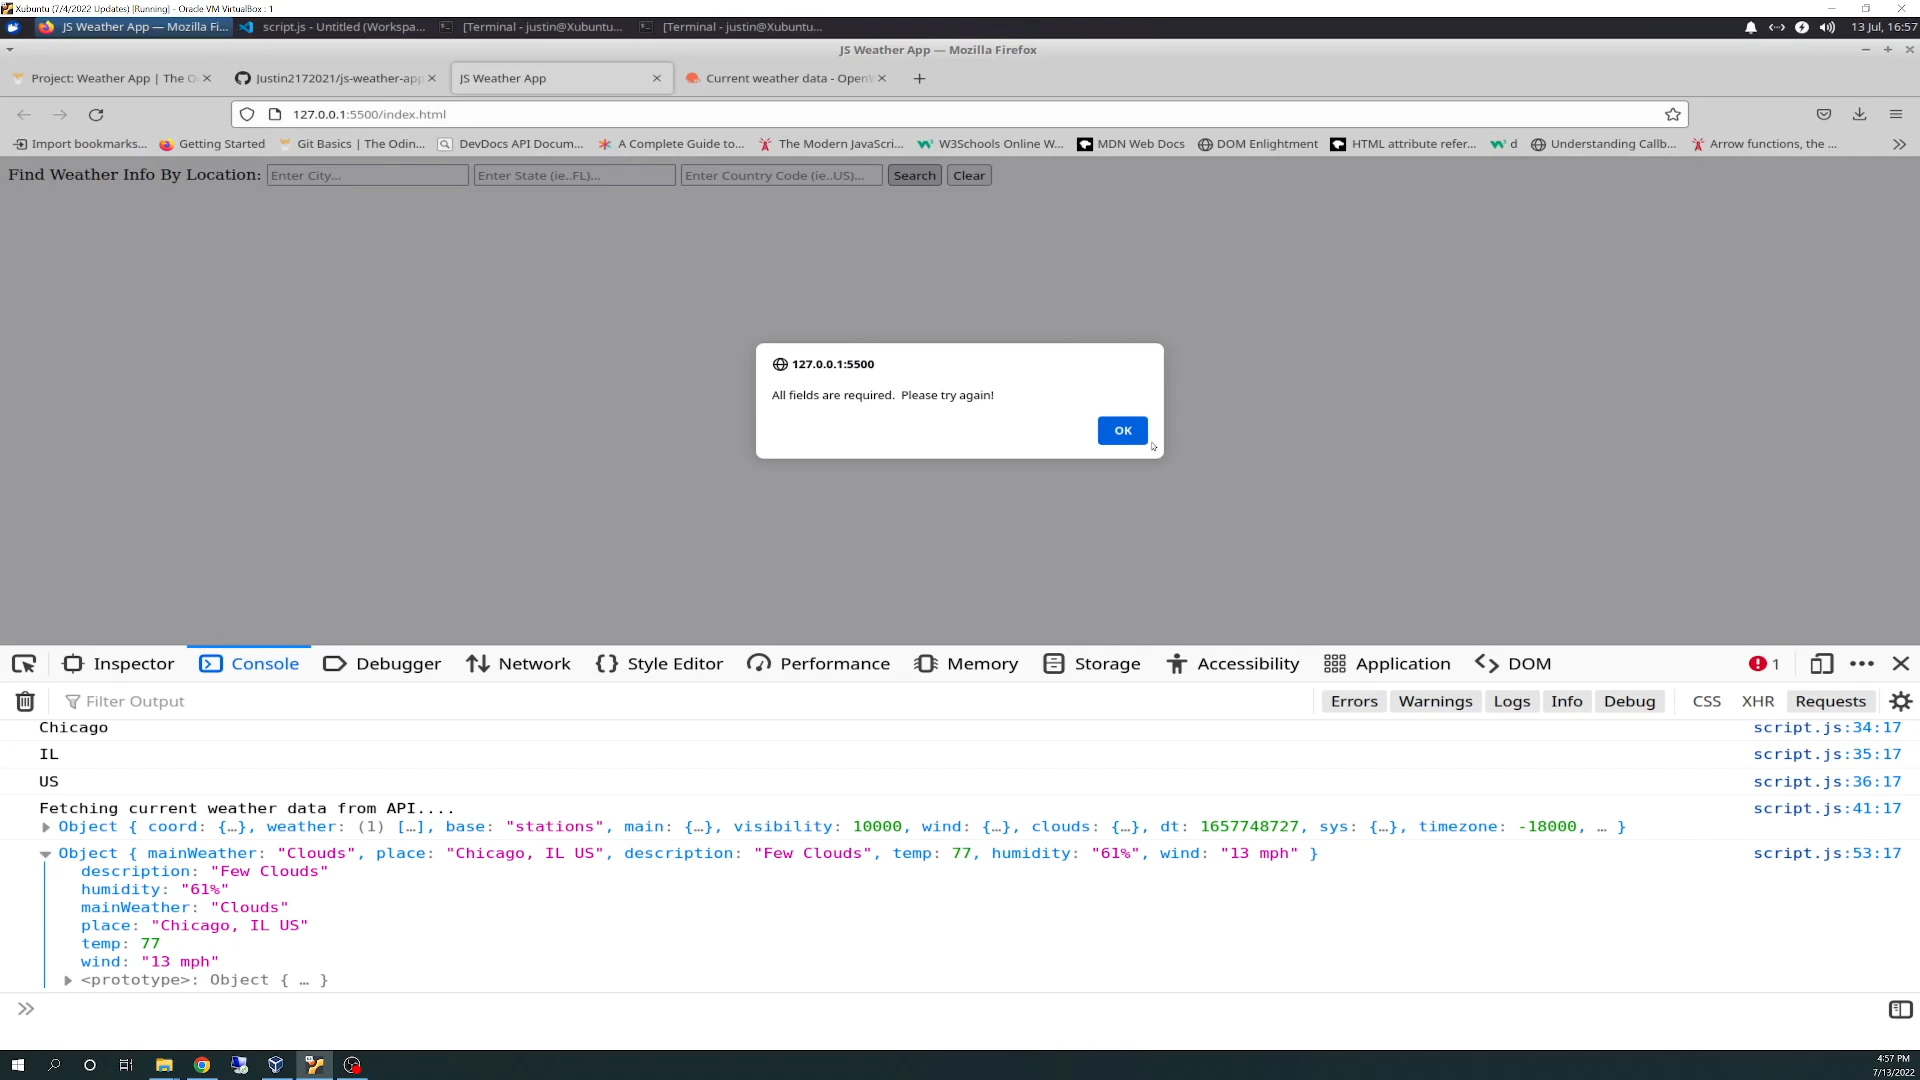 Xubuntu (7/4/2022 Updates) [Running] - Oracle VM VirtualBox : 1
JS Weather App — Mozilla Fi...
script.js - Untitled (Workspa...
[Terminal - justin@Xubuntu...
[Terminal - justin@Xubuntu...
13 Jul, 16:57
JS Weather App — Mozilla Firefox
Project: Weather App | The O
Justin2172021/js-weather-app
JS Weather App
Current weather data - OpenW
127.0.0.1:5500/index.html
Import bookmarks...
Getting Started
Git Basics | The Odin...
DevDocs API Docum...
A Complete Guide to...
The Modern JavaScri...
W3Schools Online W...
MDN Web Docs
DOM Enlightment
HTML attribute refer...
d
Understanding Callb...
Arrow functions, the ...
Find Weather Info By Location: Enter City... Enter State (ie..FL)... Enter Country Code (ie..US)... Search Clear
127.0.0.1:5500
All fields are required.  Please try again!
OK
Inspector Console Debugger Network Style Editor Performance Memory Storage Accessibility Application DOM 1
Filter Output Errors Warnings Logs Info Debug CSS XHR Requests
Chicago script.js:34:17
IL script.js:35:17
US script.js:36:17
Fetching current weather data from API.... script.js:41:17
Object { coord: {…}, weather: (1) […], base: "stations", main: {…}, visibility: 10000, wind: {…}, clouds: {…}, dt: 1657748727, sys: {…}, timezone: -18000, … }
Object { mainWeather: "Clouds", place: "Chicago, IL US", description: "Few Clouds", temp: 77, humidity: "61%", wind: "13 mph" } script.js:53:17
description: "Few Clouds"
humidity: "61%"
mainWeather: "Clouds"
place: "Chicago, IL US"
temp: 77
wind: "13 mph"
<prototype>: Object { … }
4:57 PM
7/13/2022